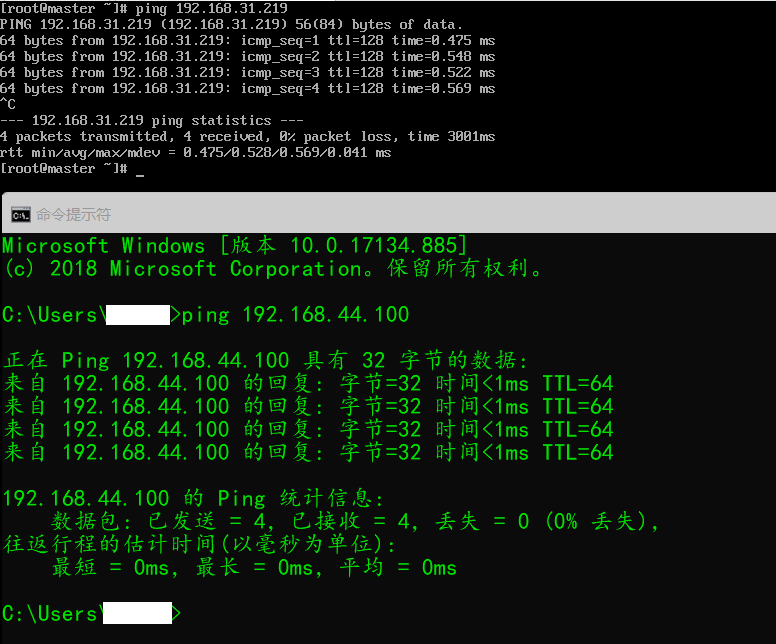 [root@master ~]# ping 192.168.31.219
PING 192.168.31.219 (192.168.31.219) 56(84) bytes of data.
64 bytes from 192.168.31.219: icmp_seq=1 ttl=128 time=0.475 ms
64 bytes from 192.168.31.219: icmp_seq=2 ttl=128 time=0.548 ms
64 bytes from 192.168.31.219: icmp_seq=3 ttl=128 time=0.522 ms
64 bytes from 192.168.31.219: icmp_seq=4 ttl=128 time=0.569 ms
^C
--- 192.168.31.219 ping statistics ---
4 packets transmitted, 4 received, 0% packet loss, time 3001ms
rtt min/avg/max/mdev = 0.475/0.528/0.569/0.041 ms
[root@master ~]# _
命令提示符
Microsoft Windows [版本 10.0.17134.885]
(c) 2018 Microsoft Corporation。保留所有权利。
C:\Users\>ping 192.168.44.100
正在 Ping 192.168.44.100 具有 32 字节的数据:
来自 192.168.44.100 的回复: 字节=32 时间<1ms TTL=64
来自 192.168.44.100 的回复: 字节=32 时间<1ms TTL=64
来自 192.168.44.100 的回复: 字节=32 时间<1ms TTL=64
来自 192.168.44.100 的回复: 字节=32 时间<1ms TTL=64
192.168.44.100 的 Ping 统计信息:
数据包: 已发送 = 4, 已接收 = 4, 丢失 = 0 (0% 丢失),
往返行程的估计时间(以毫秒为单位):
最短 = 0ms, 最长 = 0ms, 平均 = 0ms
C:\Users\>